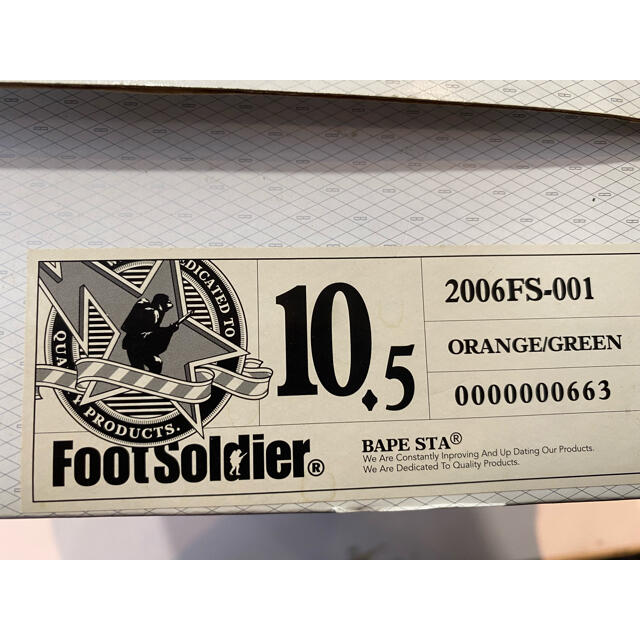 DEDICATED TO
QUA
PRODUCTS.
FootSoldier®
10.5
2006FS-001
ORANGE/GREEN
0000000663
BAPE STA®
We Are Constantly Inproving And Up Dating Our Products.
We Are Dedicated To Quality Products.